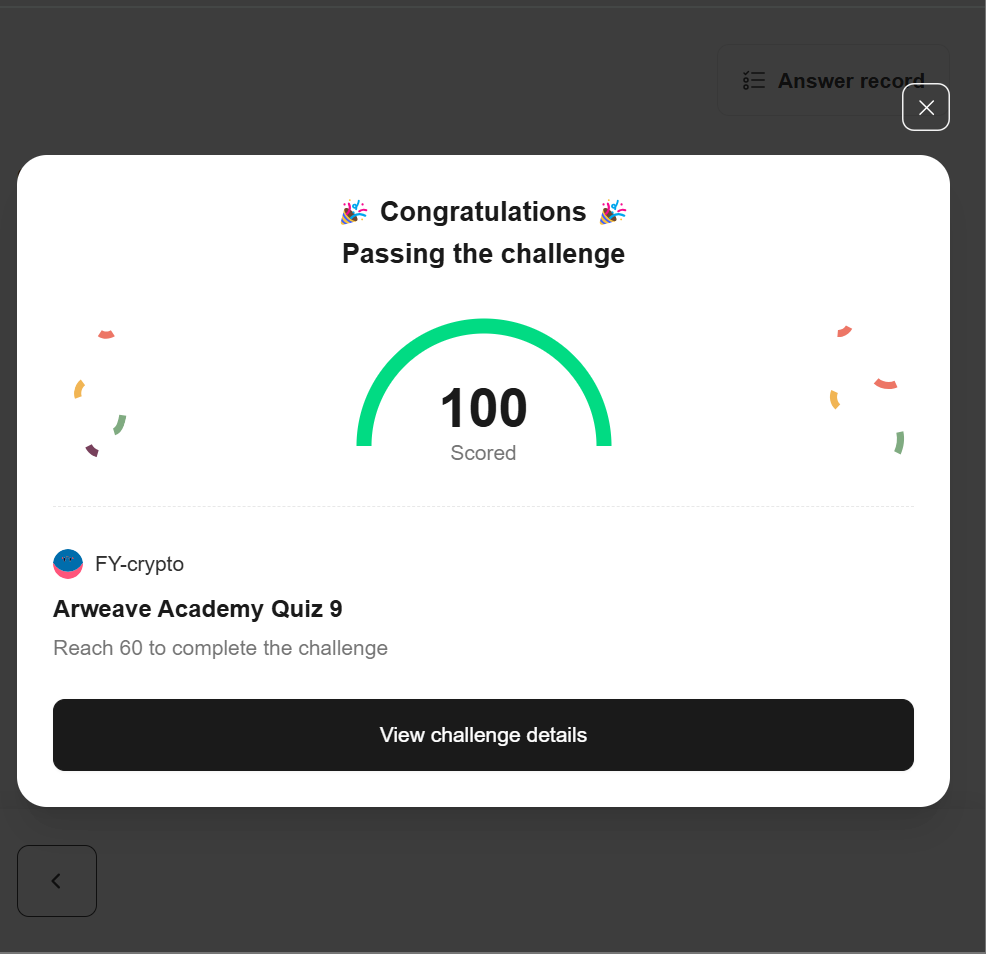 Answer record
🎉 Congratulations 🎉
Passing the challenge
100
Scored
FY-crypto
Arweave Academy Quiz 9
Reach 60 to complete the challenge
View challenge details